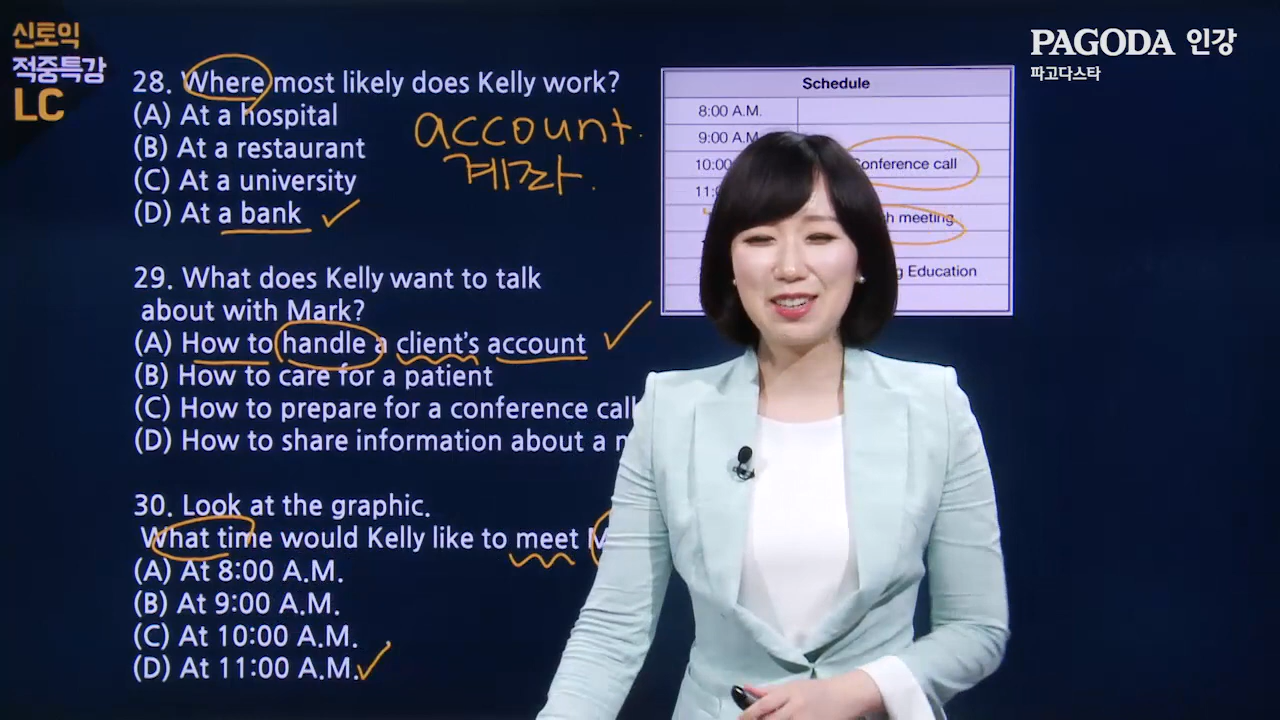 신토익
적중특강
LC
PAGODA 인강
파고다스타
28. Where most likely does Kelly work?
(A) At a hospital
(B) At a restaurant
(C) At a university
(D) At a bank
account.
계좌.
29. What does Kelly want to talk
about with Mark?
(A) How to handle a client's account
(B) How to care for a patient
(C) How to prepare for a conference call
(D) How to share information about a
30. Look at the graphic.
What time would Kelly like to meet
(A) At 8:00 A.M.
(B) At 9:00 A.M.
(C) At 10:00 A.M.
(D) At 11:00 A.M.
Schedule
8:00 A.M.
9:00 A.M.
10:00 Conference call
meeting
Education